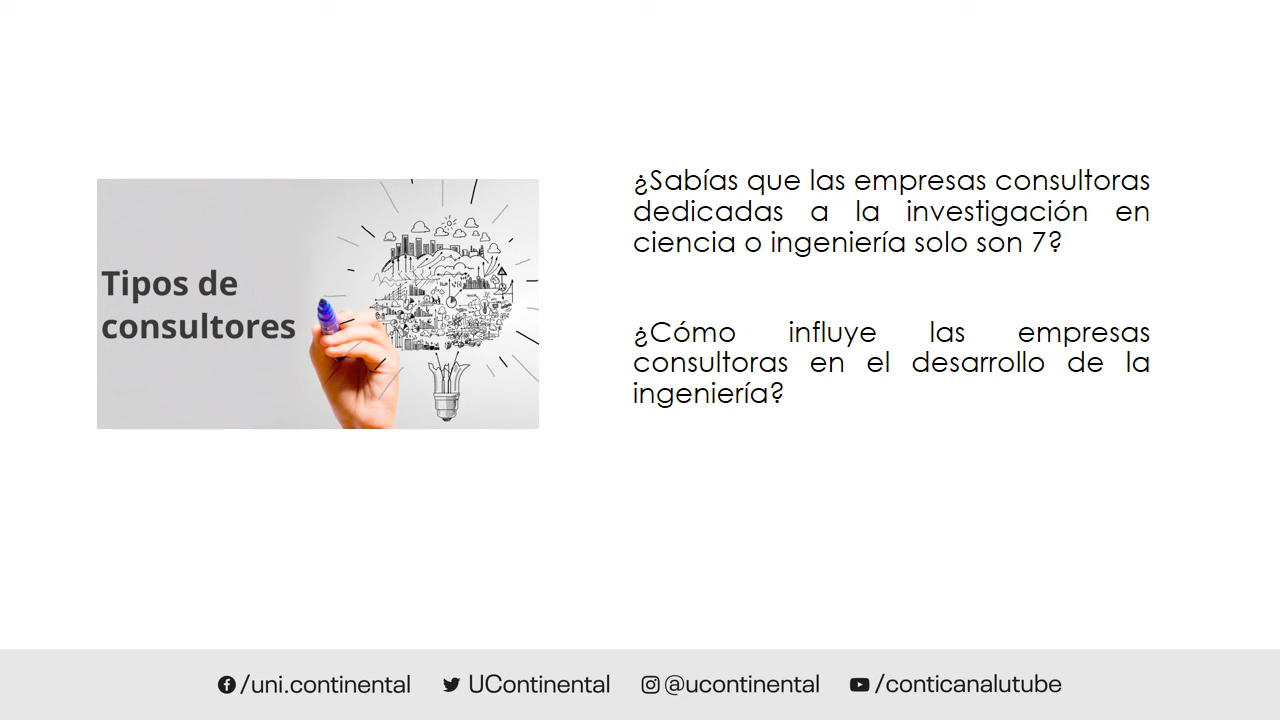 Tipos de
consultores
¿Sabías que las empresas consultoras
dedicadas a la investigación en
ciencia o ingeniería solo son 7?
¿Cómo influye las empresas
consultoras en el desarrollo de la
ingeniería?
/uni.continental
UContinental
@ucontinental
/conticanalutube